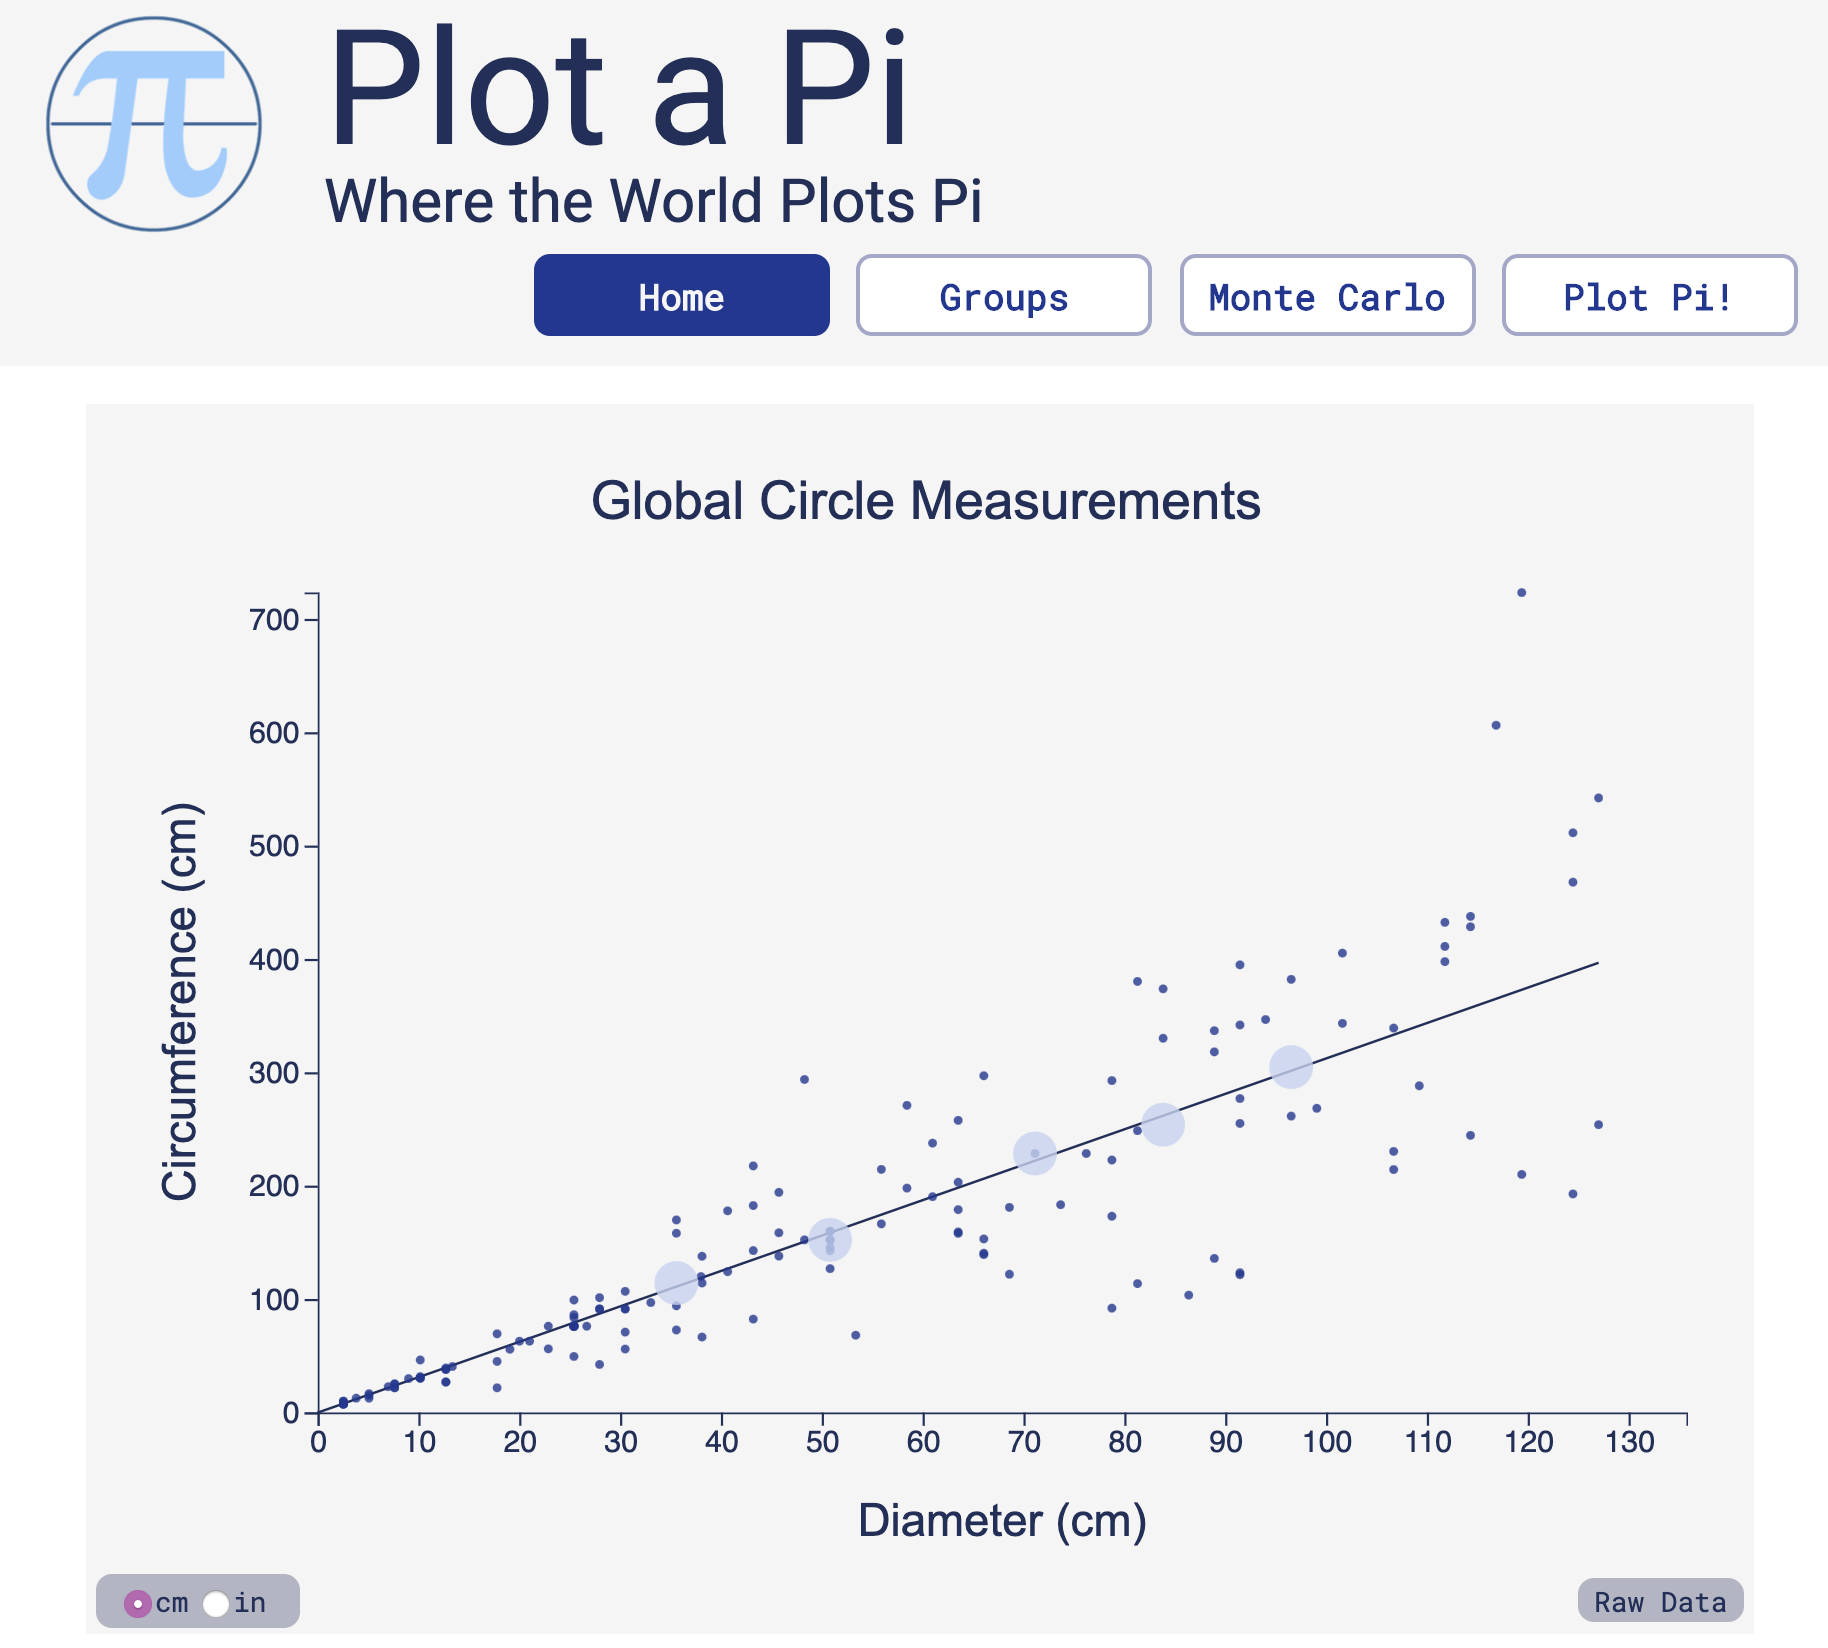 π
Plot a Pi
Where the World Plots Pi
Home
Groups
Monte Carlo
Plot Pi!
Global Circle Measurements
700
600
500
400
300
200
100
0
Circumference (cm)
0 10 20 30 40 50 60 70 80 90 100 110 120 130
Diameter (cm)
cm in
Raw Data